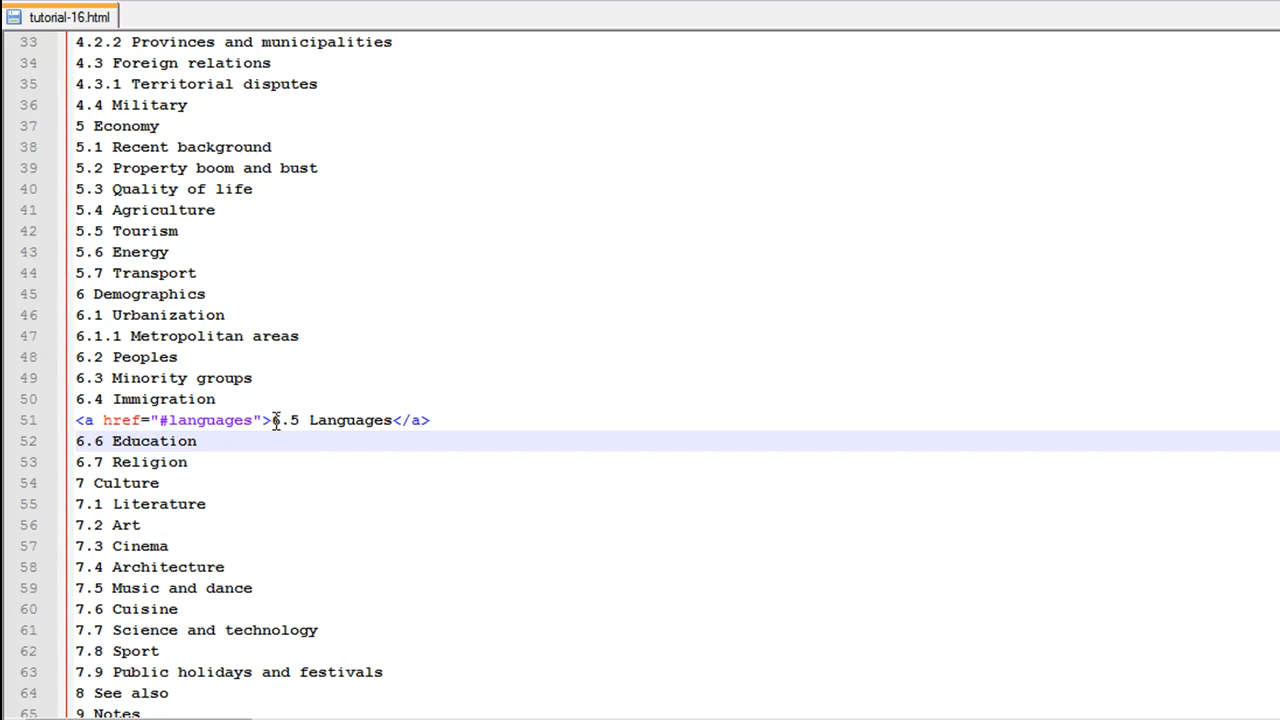 tutorial-16.html
33 4.2.2 Provinces and municipalities
34 4.3 Foreign relations
35 4.3.1 Territorial disputes
36 4.4 Military
37 5 Economy
38 5.1 Recent background
39 5.2 Property boom and bust
40 5.3 Quality of life
41 5.4 Agriculture
42 5.5 Tourism
43 5.6 Energy
44 5.7 Transport
45 6 Demographics
46 6.1 Urbanization
47 6.1.1 Metropolitan areas
48 6.2 Peoples
49 6.3 Minority groups
50 6.4 Immigration
51 <a href="#languages">6.5 Languages</a>
52 6.6 Education
53 6.7 Religion
54 7 Culture
55 7.1 Literature
56 7.2 Art
57 7.3 Cinema
58 7.4 Architecture
59 7.5 Music and dance
60 7.6 Cuisine
61 7.7 Science and technology
62 7.8 Sport
63 7.9 Public holidays and festivals
64 8 See also
65 9 Notes